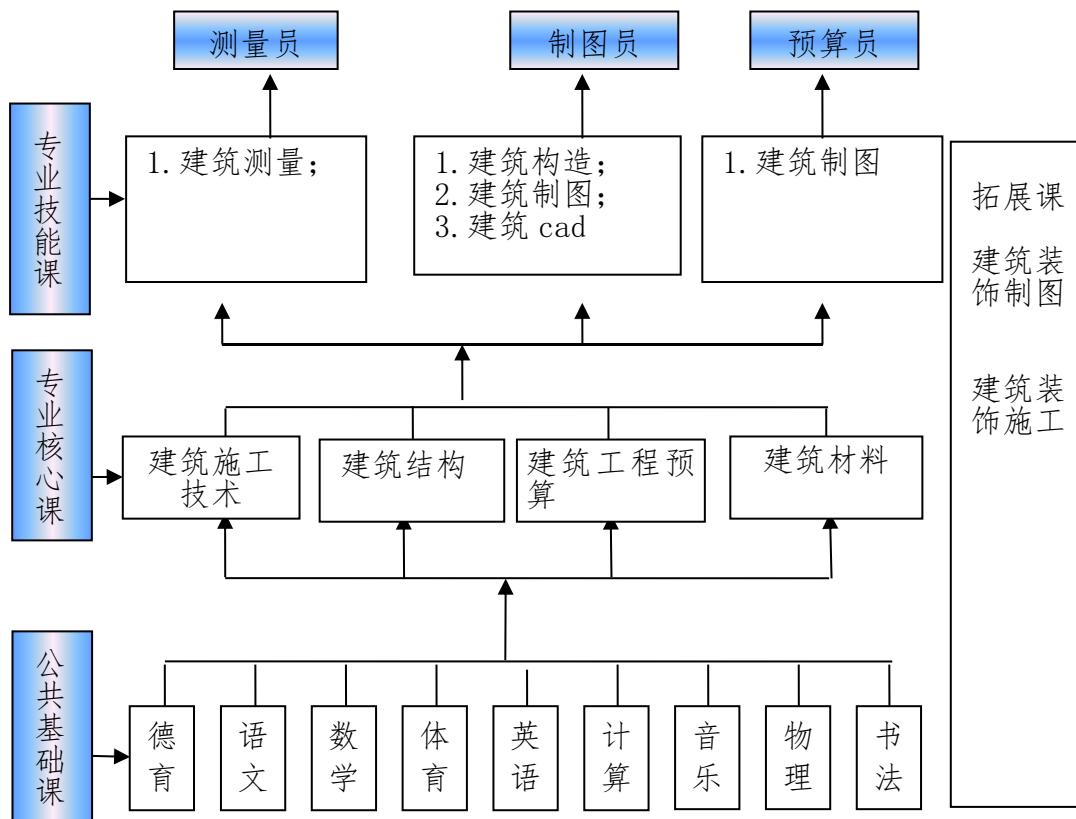 测量员
制图员
预算员
专业技能课
1.建筑测量;
1.建筑构造;
2.建筑制图;
3.建筑 cad
1.建筑制图
拓展课
建筑装
饰制图
建筑装
饰施工
专业核心课
建筑施工
技术
建筑结构
建筑工程预
算
建筑材料
公共基础课
德育
语文
数学
体育
英语
计算
音乐
物理
书法